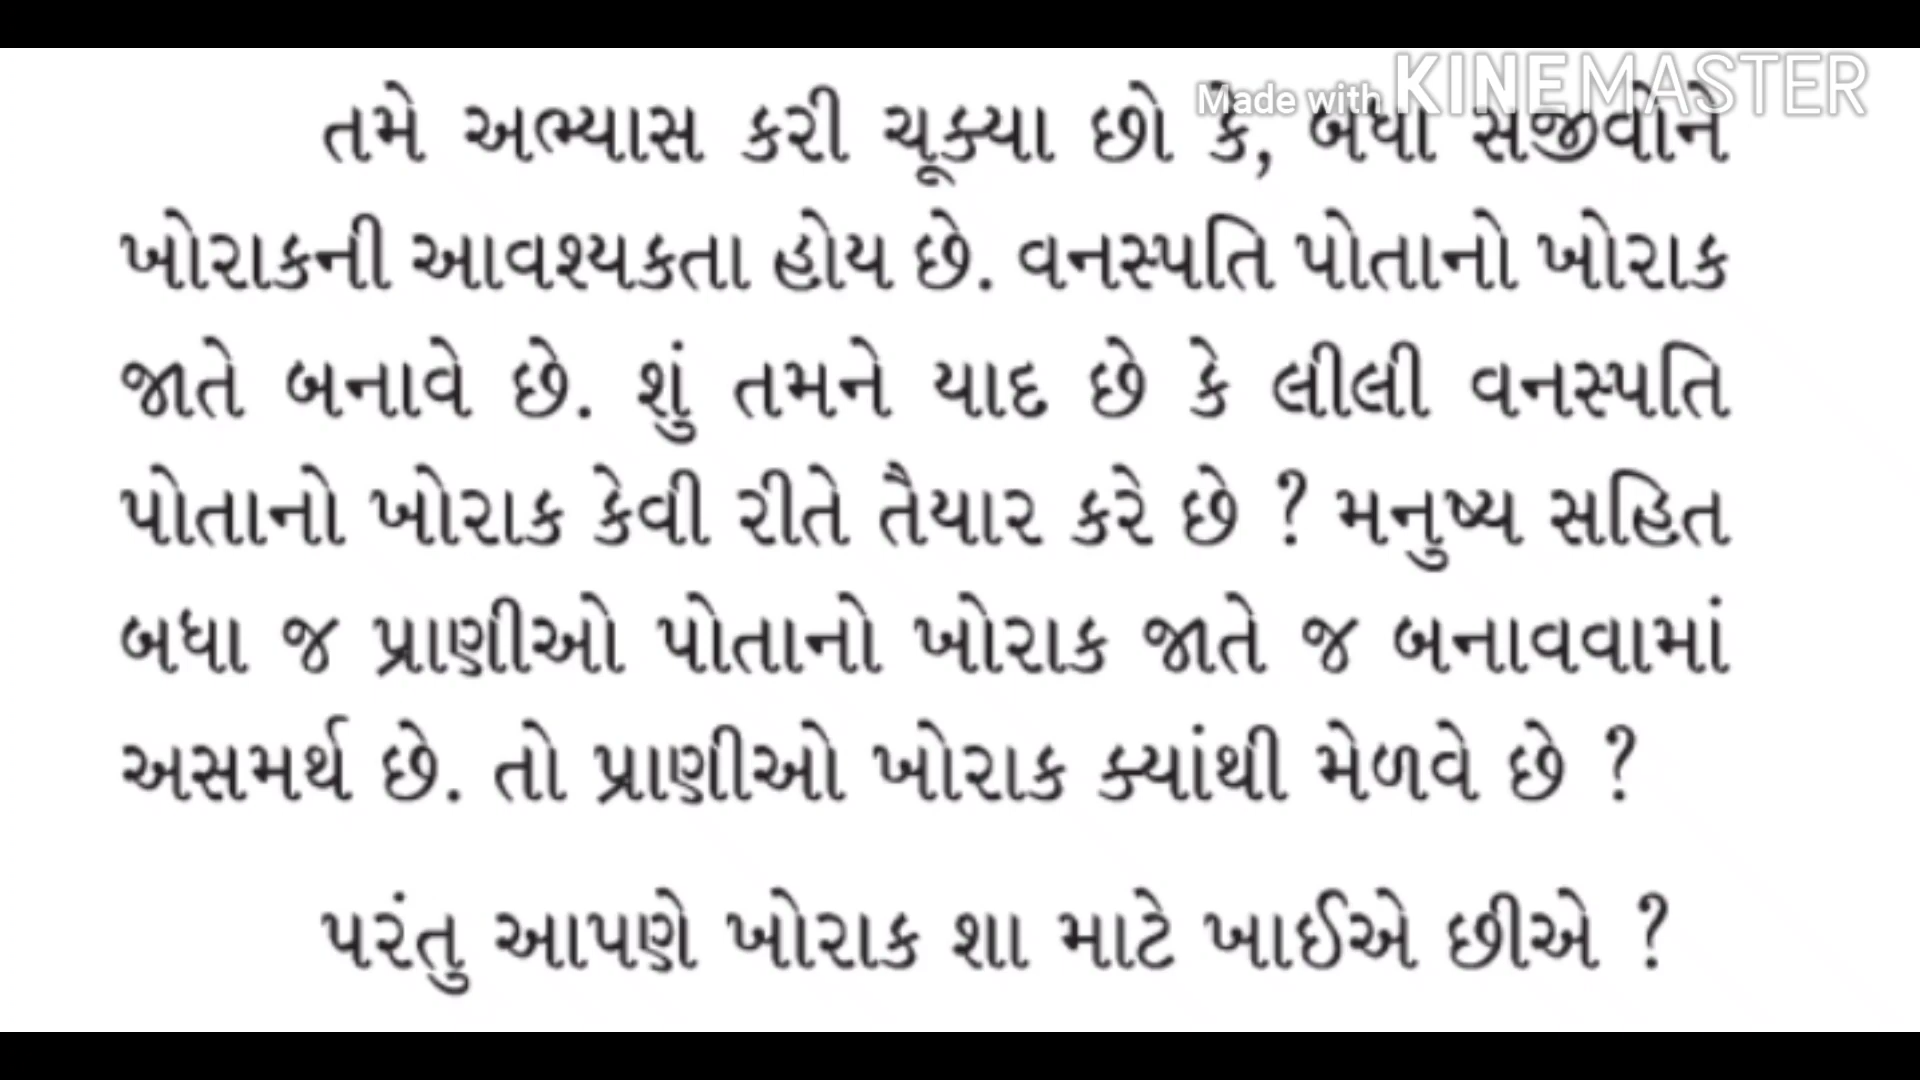 Made with KINEMASTER
તમે અભ્યાસ કરી ચૂક્યા છો કે, બધા સજીવોને
ખોરાકની આવશ્યકતા હોય છે. વનસ્પતિ પોતાનો ખોરાક
જાતે બનાવે છે. શું તમને યાદ છે કે લીલી વનસ્પતિ
પોતાનો ખોરાક કેવી રીતે તૈયાર કરે છે ? મનુષ્ય સહિત
બધા જ પ્રાણીઓ પોતાનો ખોરાક જાતે જ બનાવવામાં
અસમર્થ છે. તો પ્રાણીઓ ખોરાક ક્યાંથી મેળવે છે ?
પરંતુ આપણે ખોરાક શા માટે ખાઈએ છીએ ?